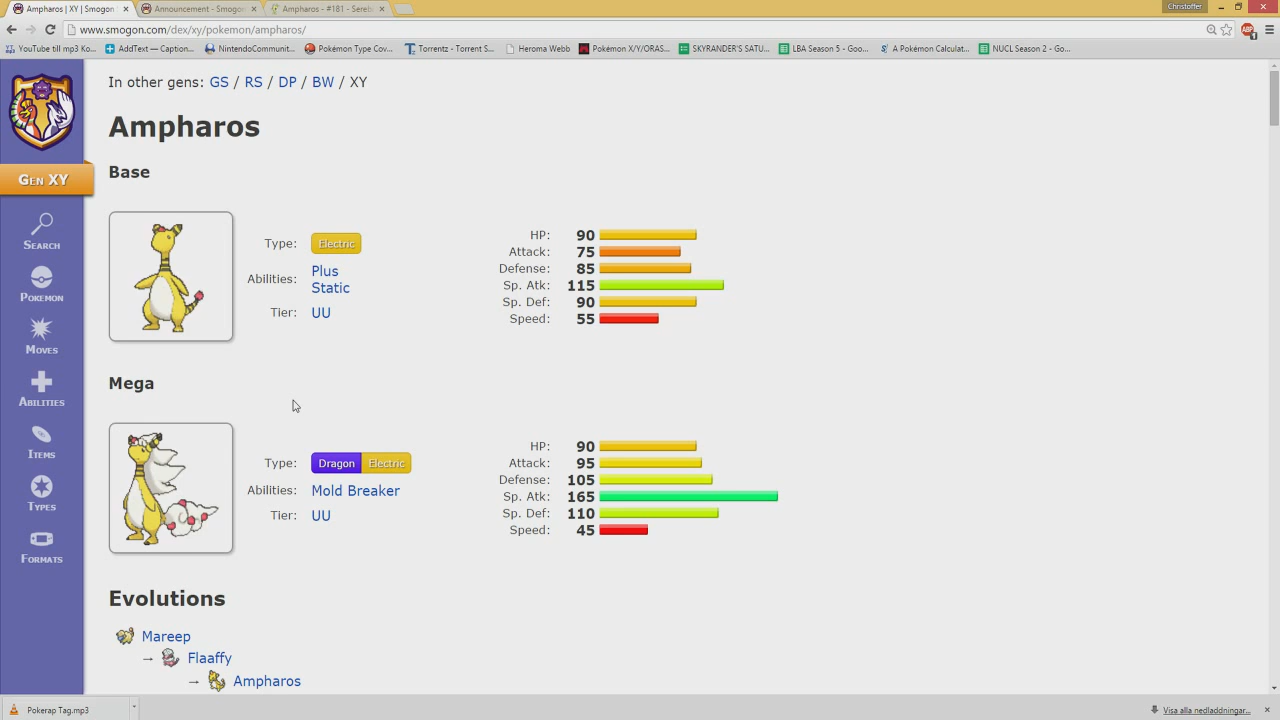 Ampharos | XY | Smogon
Announcement - Smogo
Ampharos - #181 - Sereb
Christoffer
www.smogon.com/dex/xy/pokemon/ampharos/
ABP
YouTube till mp3 Ko...
AddText — Caption...
NintendoCommunit...
Pokémon Type Cov...
Torrentz - Torrent S...
Heroma Webb
Pokémon X/Y/ORAS...
SKYRANDER'S SATU...
LBA Season 5 - Goo...
A Pokémon Calculat...
NUCL Season 2 - Go...
In other gens: GS / RS / DP / BW / XY
Ampharos
Base
GEN XY
SEARCH
POKEMON
MOVES
ABILITIES
ITEMS
TYPES
FORMATS
Type: Electric
Abilities: Plus
Static
Tier: UU
HP: 90
Attack: 75
Defense: 85
Sp. Atk: 115
Sp. Def: 90
Speed: 55
Mega
Type: Dragon Electric
Abilities: Mold Breaker
Tier: UU
HP: 90
Attack: 95
Defense: 105
Sp. Atk: 165
Sp. Def: 110
Speed: 45
Evolutions
Mareep
→ Flaaffy
→ Ampharos
Pokerap Tag.mp3
Visa alla nedladdningar...